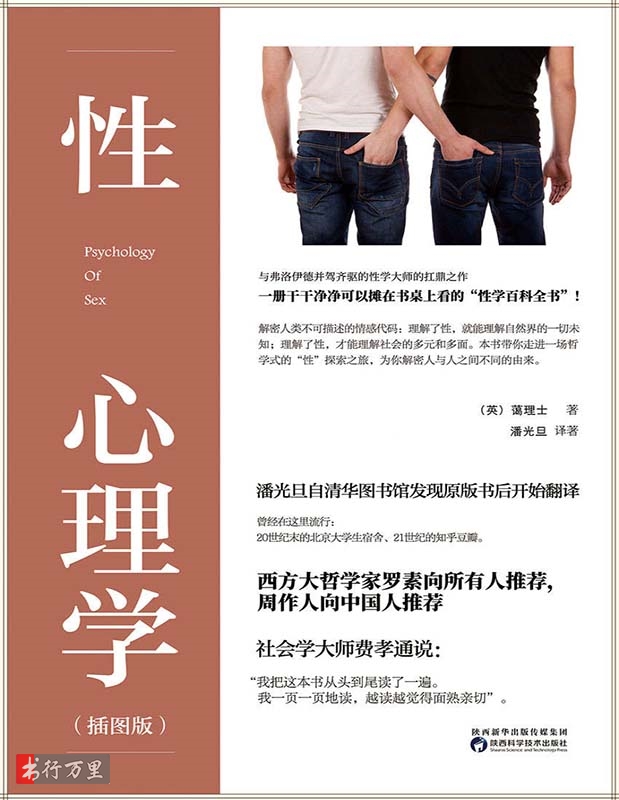 性
Psychology
Of
Sex
心
理
学
（插图版）
与弗洛伊德并驾齐驱的性学大师的扛鼎之作
一册干干净净可以摊在书桌上看的“性学百科全书”！
解密人类不可描述的情感代码：理解了性，就能理解自然界的一切未
知；理解了性，才能理解社会的多元和多面。本书带你走进一场哲
学式的“性”探索之旅，为你解密人与人之间不同的由来。
（英）蔼理士 著
潘光旦 译著
潘光旦自清华图书馆发现原版书后开始翻译
曾经在这里流行：
20世纪末的北京大学生宿舍、21世纪的知乎豆瓣。
西方大哲学家罗素向所有人推荐，
周作人向中国人推荐
社会学大师费孝通说：
“我把这本书从头到尾读了一遍。
我一页一页地读，越读越觉得面熟亲切”。
陕西新华出版传媒集团
陕西科学技术出版社
Shaanxi Science and Technology Press
书行万里